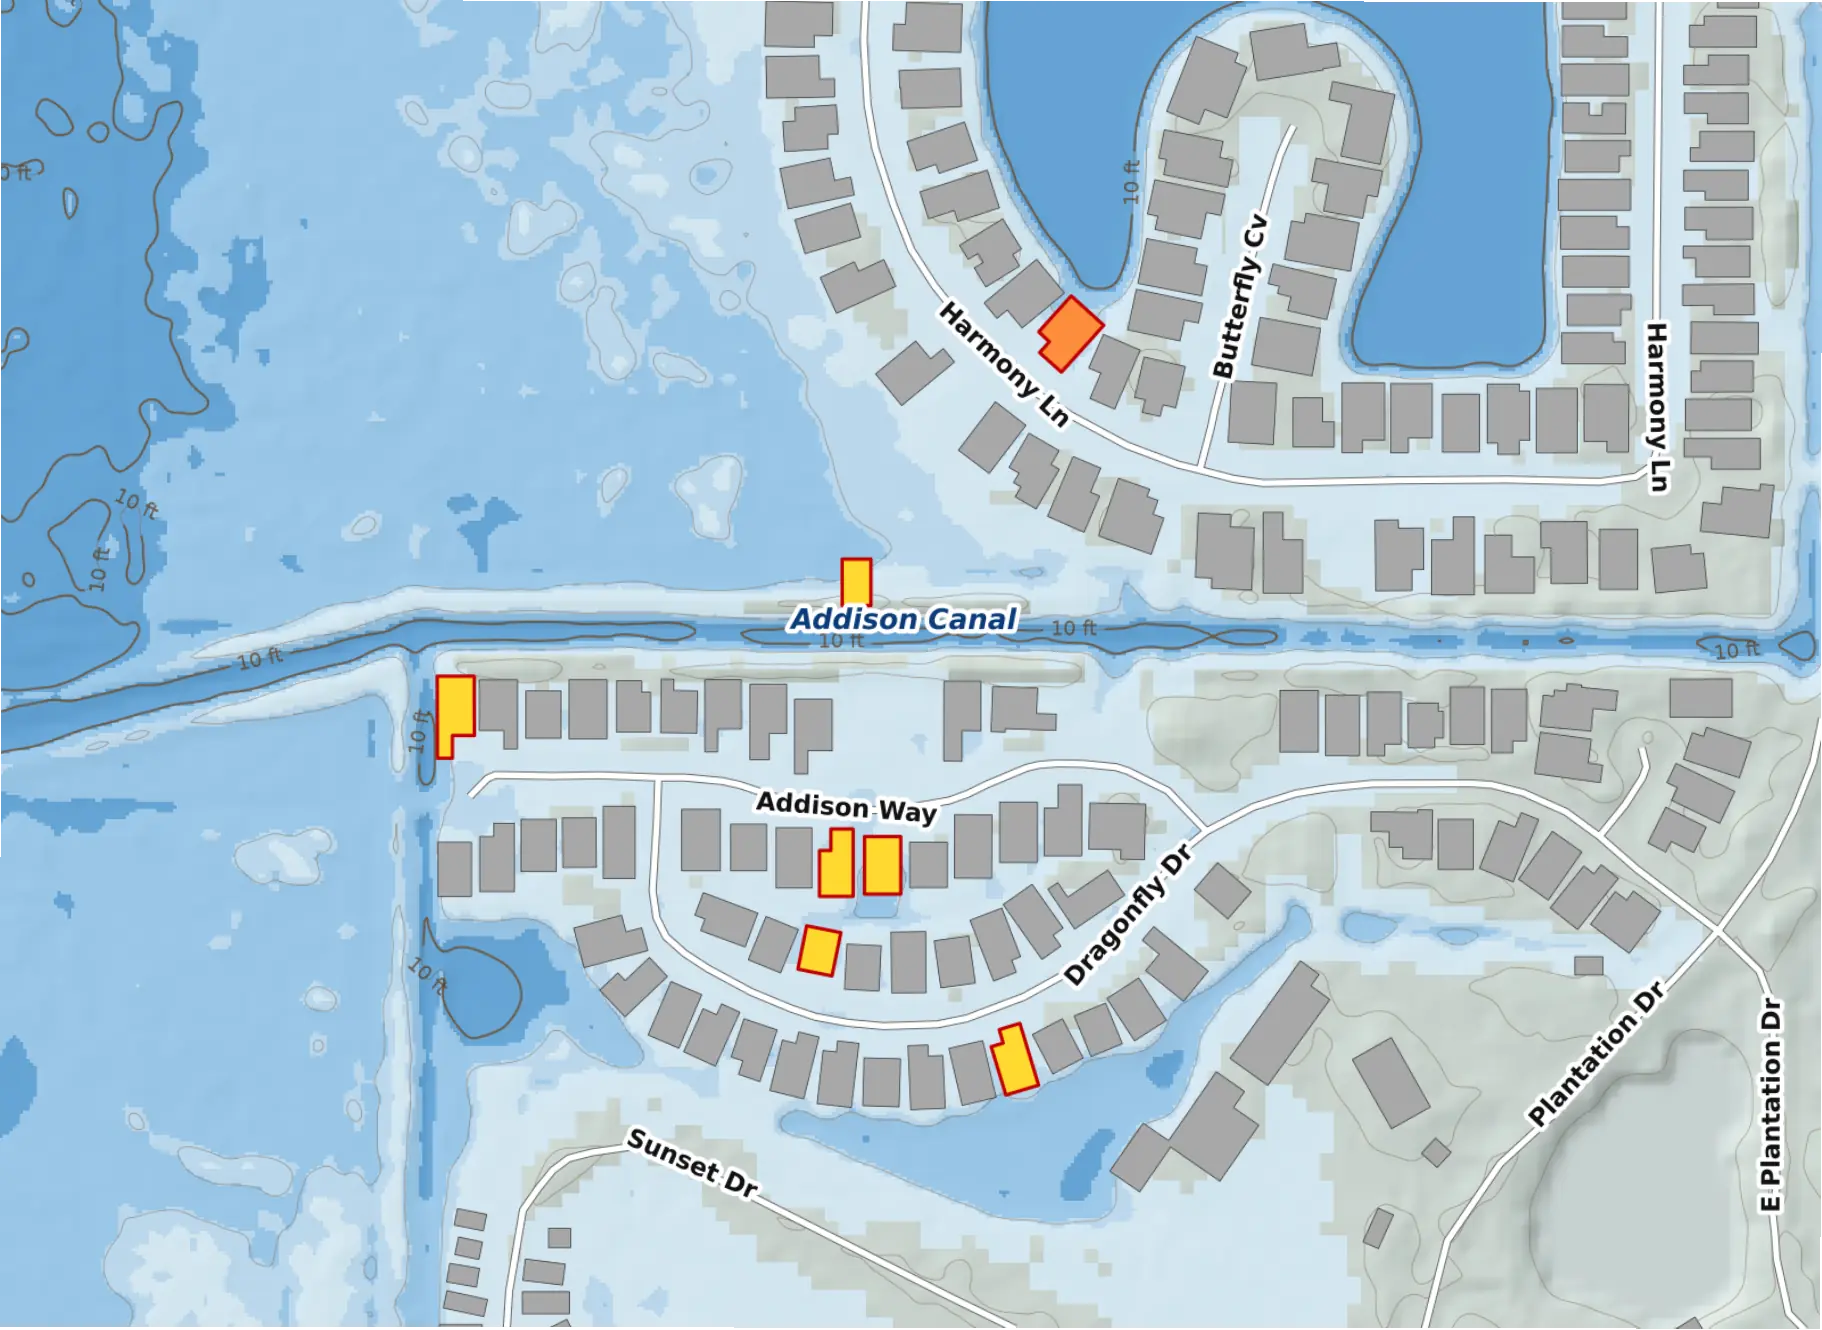 0 ft
10 ft
Butterfly Cv
Harmony Ln
Harmony Ln
10 ft
10 ft
Addison Canal
10 ft
10 ft
10 ft
10 ft
10 ft
Addison Way
Dragonfly Dr
10 ft
Plantation Dr
E Plantation Dr
Sunset Dr